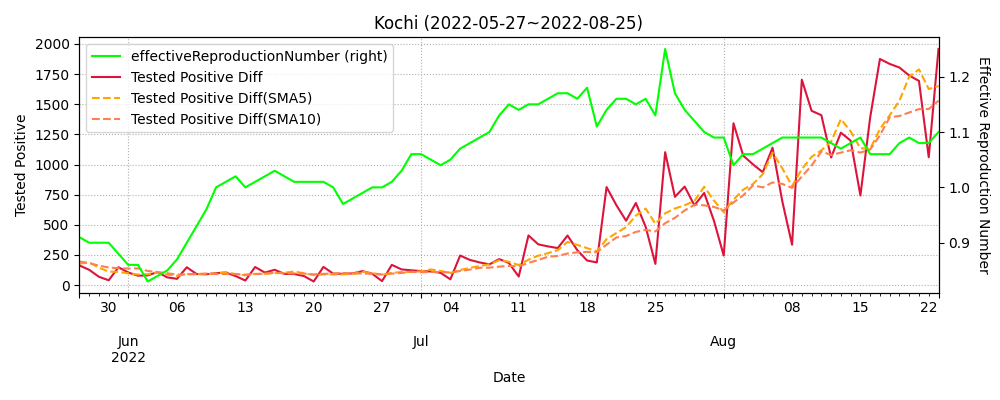 Kochi (2022-05-27~2022-08-25)
effectiveReproductionNumber (right)
Tested Positive Diff
Tested Positive Diff(SMA5)
Tested Positive Diff(SMA10)
Tested Positive
2000
1750
1500
1250
1000
750
500
250
0
Effective Reproduction Number
1.2
1.1
1.0
0.9
30 06 13 20 27 04 11 18 25 08 15 22
Jun Jul Aug
2022
Date